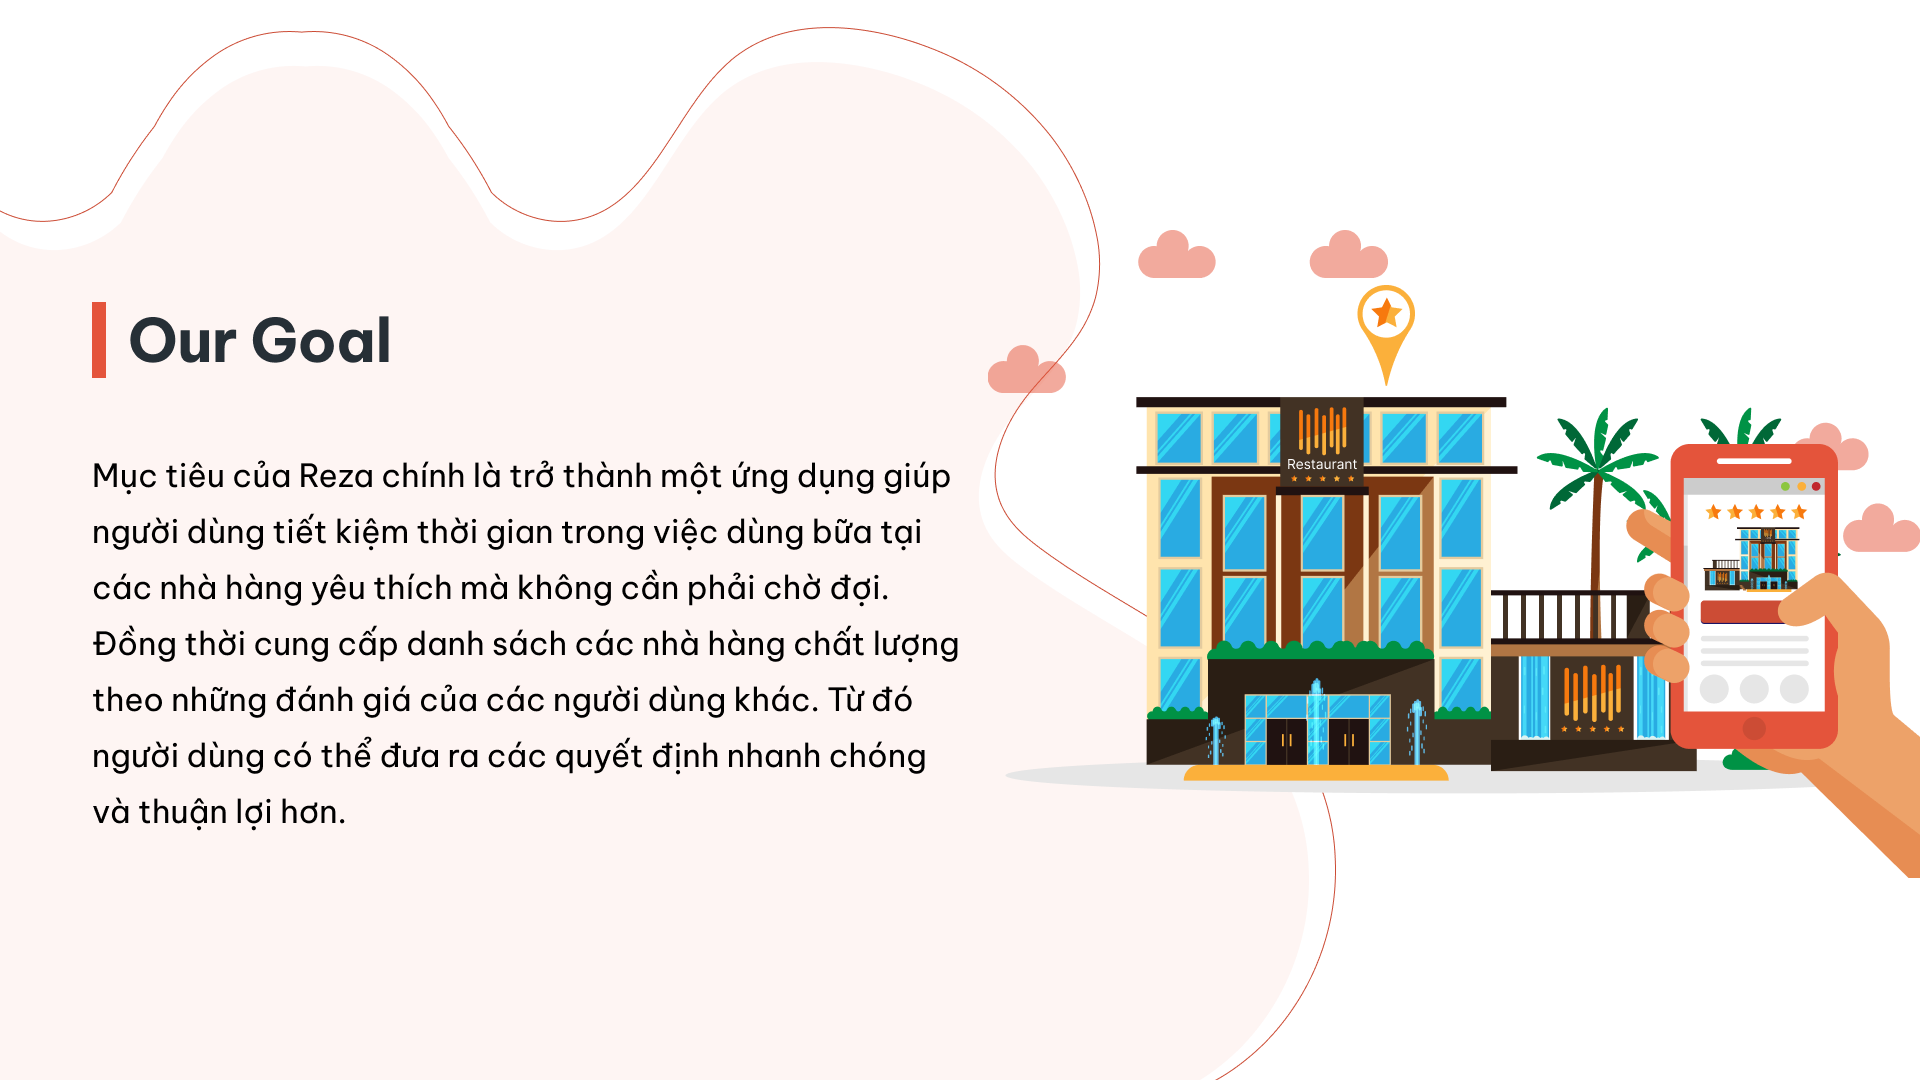 Our Goal
Mục tiêu của Reza chính là trở thành một ứng dụng giúp
người dùng tiết kiệm thời gian trong việc dùng bữa tại
các nhà hàng yêu thích mà không cần phải chờ đợi.
Đồng thời cung cấp danh sách các nhà hàng chất lượng
theo những đánh giá của các người dùng khác. Từ đó
người dùng có thể đưa ra các quyết định nhanh chóng
và thuận lợi hơn.
Restaurant